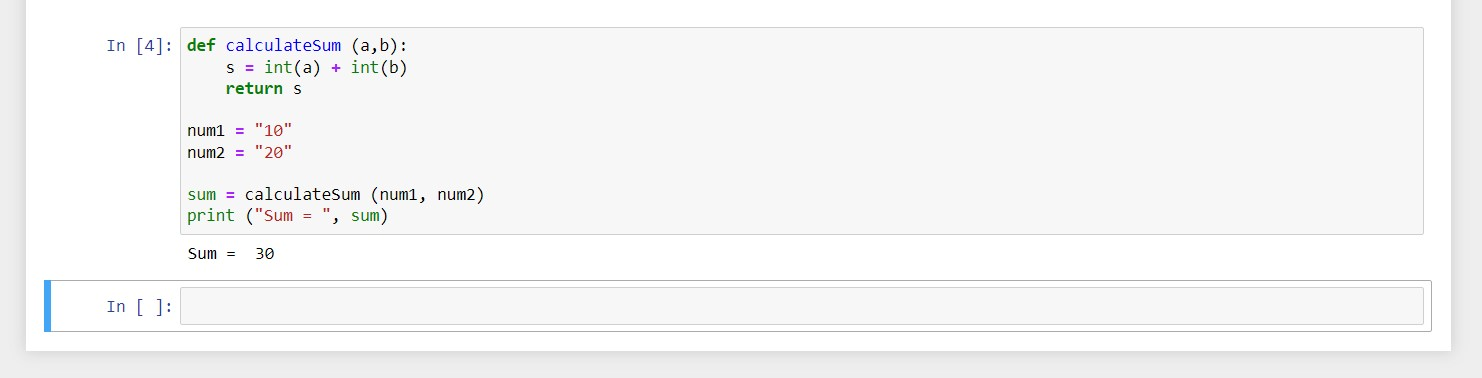 In [4]: def calculateSum (a,b):
    s = int(a) + int(b)
    return s
num1 = "10"
num2 = "20"
sum = calculateSum (num1, num2)
print ("Sum = ", sum)
Sum =  30
In [ ]: